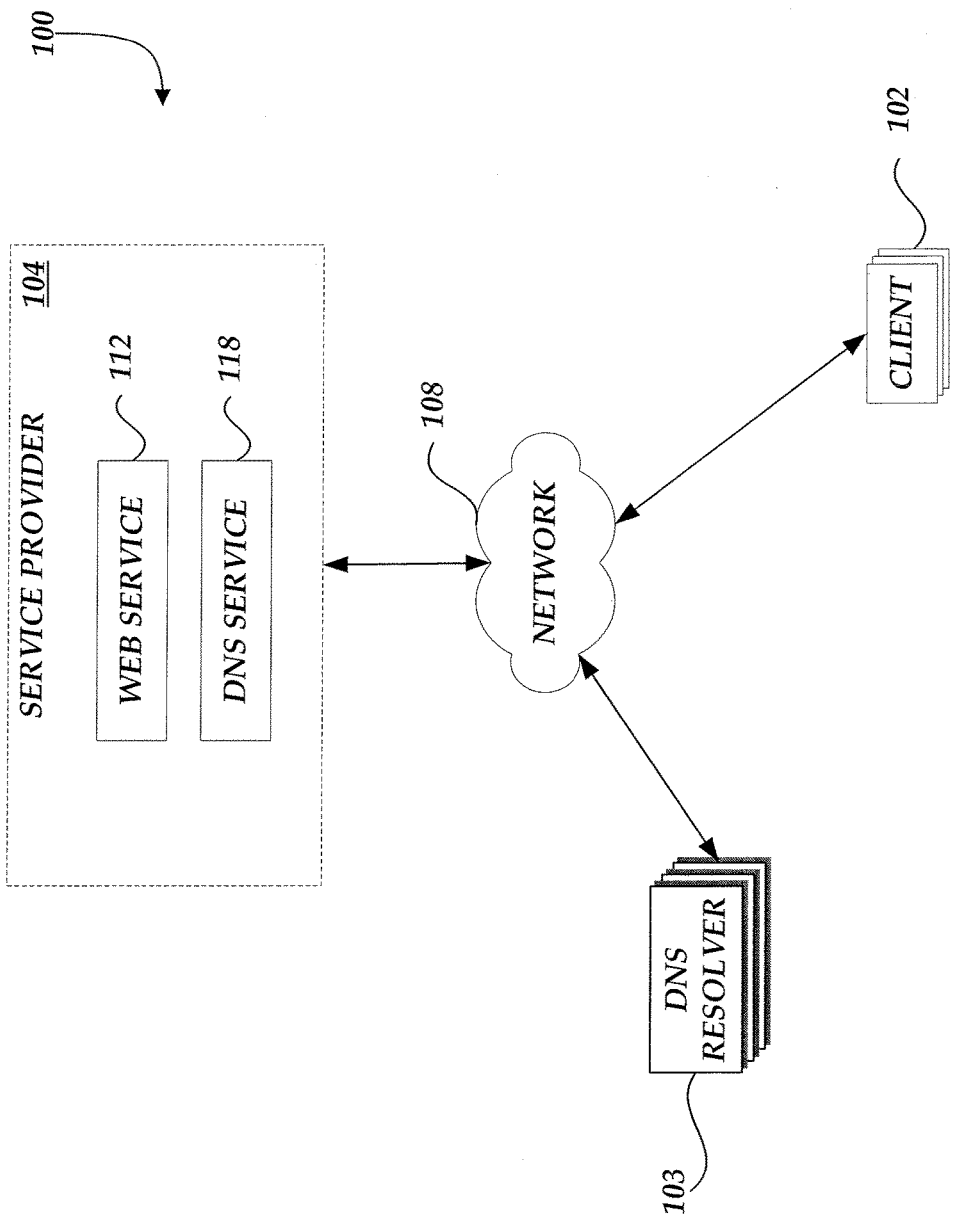 100
SERVICE PROVIDER
104
WEB SERVICE
112
DNS SERVICE
118
108
NETWORK
DNS
RESOLVER
103
CLIENT
102